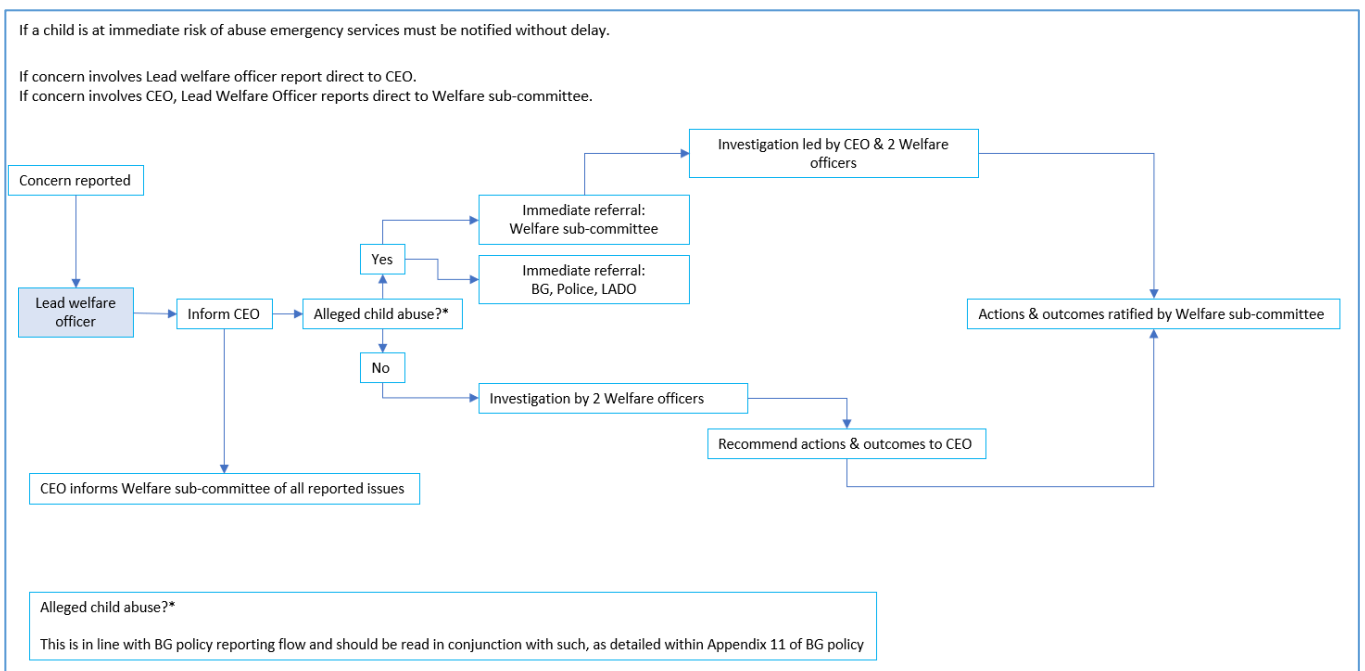 If a child is at immediate risk of abuse emergency services must be notified without delay.
If concern involves Lead welfare officer report direct to CEO.
If concern involves CEO, Lead Welfare Officer reports direct to Welfare sub-committee.
Concern reported
Lead welfare
officer
Inform CEO
Alleged child abuse?*
Yes
Immediate referral:
Welfare sub-committee
Immediate referral:
BG, Police, LADO
Investigation led by CEO & 2 Welfare
officers
No
Investigation by 2 Welfare officers
Recommend actions & outcomes to CEO
Actions & outcomes ratified by Welfare sub-committee
CEO informs Welfare sub-committee of all reported issues
Alleged child abuse?*
This is in line with BG policy reporting flow and should be read in conjunction with such, as detailed within Appendix 11 of BG policy